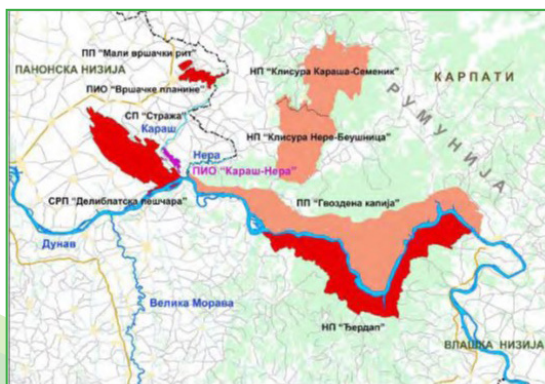 ПП "Мали вршачки рит"
ПАНОНСКА НИЗИЈА
ПИО "Вршачке планине"
НП "Клисура Караша-Семеник"
КАРПАТИ
РУМУНИЈА
СП "Стража"
Караш
НП "Клисура Нере-Беушница"
Нера
ПИО "Караш-Нера"
СРП "Делиблатска пешчара"
ПП "Гвоздена капија"
Дунав
Велика Морава
НП "Ђердап"
ВЛАШКА НИЗИЈА